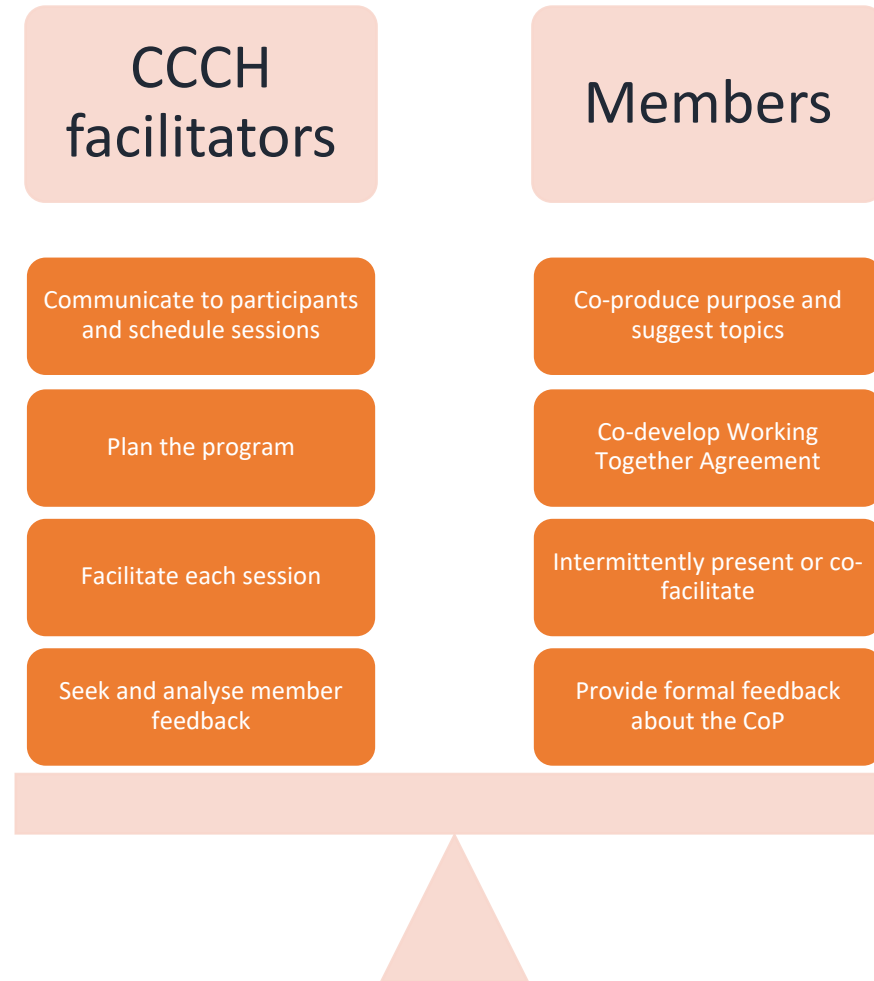 CCCH
facilitators
Communicate to participants
and schedule sessions
Plan the program
Facilitate each session
Seek and analyse member
feedback
Members
Co-produce purpose and
suggest topics
Co-develop Working
Together Agreement
Intermittently present or co-
facilitate
Provide formal feedback
about the CoP